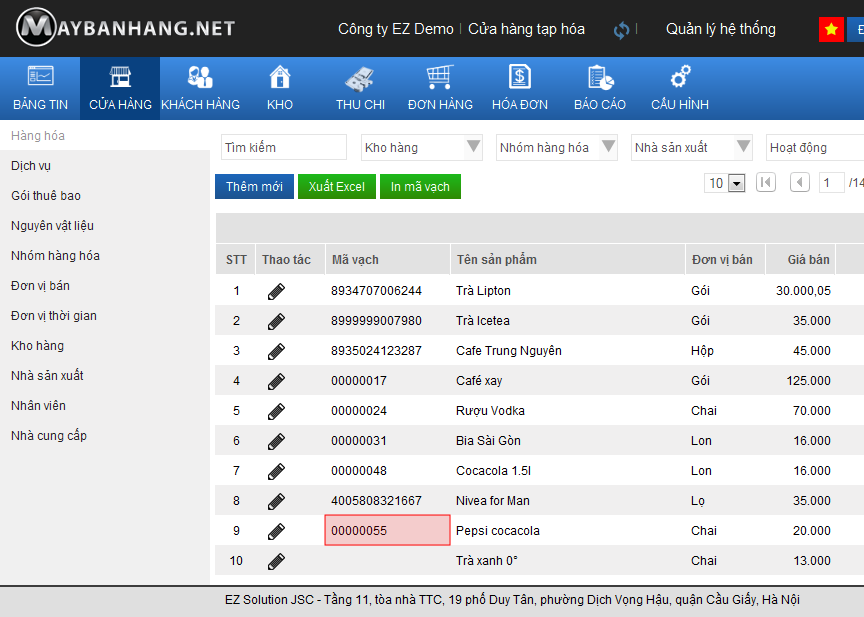 MAYBANHANG.NET
Công ty EZ Demo | Cửa hàng tạp hóa | Quản lý hệ thống
BẢNG TIN CỬA HÀNG KHÁCH HÀNG KHO THU CHI ĐƠN HÀNG HÓA ĐƠN BÁO CÁO CẤU HÌNH
Hàng hóa
Dịch vụ
Gói thuê bao
Nguyên vật liệu
Nhóm hàng hóa
Đơn vị bán
Đơn vị thời gian
Kho hàng
Nhà sản xuất
Nhân viên
Nhà cung cấp
Tìm kiếm Kho hàng Nhóm hàng hóa Nhà sản xuất Hoạt động
Thêm mới Xuất Excel In mã vạch 10 1 /14
STT Thao tác Mã vạch Tên sản phẩm Đơn vị bán Giá bán
1 8934707006244 Trà Lipton Gói 30.000,05
2 8999999007980 Trà Icetea Gói 35.000
3 8935024123287 Cafe Trung Nguyên Hộp 45.000
4 00000017 Café xay Gói 125.000
5 00000024 Rượu Vodka Chai 70.000
6 00000031 Bia Sài Gòn Lon 16.000
7 00000048 Cocacola 1.5l Lon 16.000
8 4005808321667 Nivea for Man Lọ 35.000
9 00000055 Pepsi cocacola Chai 20.000
10 Trà xanh 0° Chai 13.000
EZ Solution JSC - Tầng 11, tòa nhà TTC, 19 phố Duy Tân, phường Dịch Vọng Hậu, quận Cầu Giấy, Hà Nội